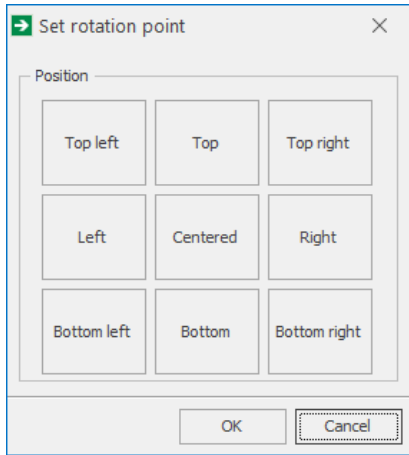 Set rotation point
Position
Top left Top Top right
Left Centered Right
Bottom left Bottom Bottom right
OK Cancel